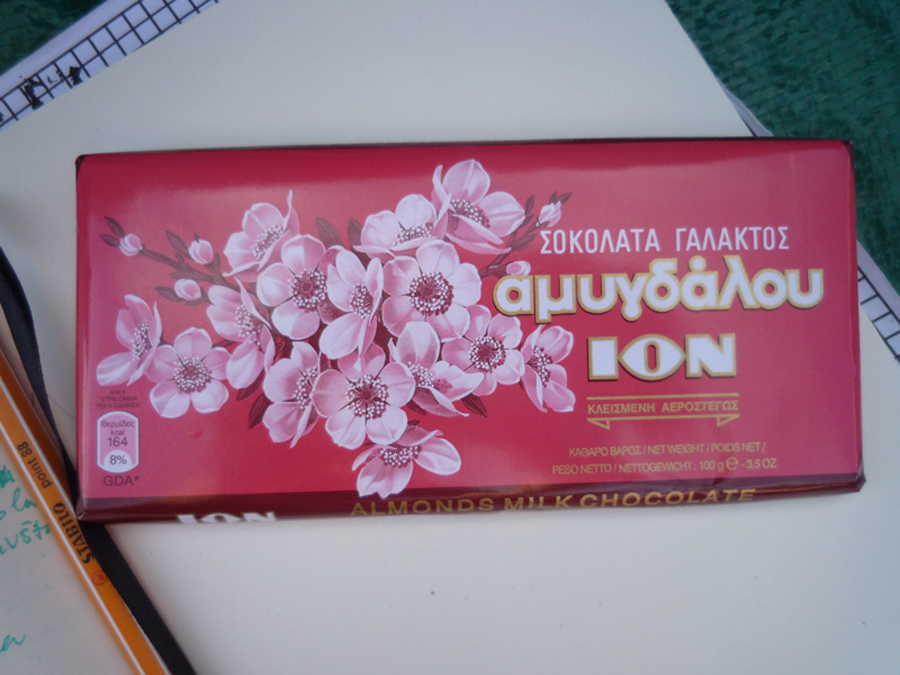 ΣΟΚΟΛΑΤΑ ΓΑΛΑΚΤΟΣ
αμυγδάλου
ΙΟΝ
ΚΛΕΙΣΜΕΝΗ ΑΕΡΟΣΤΕΓΩΣ
ΚΑΘΑΡΟ ΒΑΡΟΣ / NET WEIGHT / POIDS NET /
PESO NETTO / NETTOGEWICHT : 100 g ℮ - 3,5 OZ
Θερμίδες
kcal
164
8%
GDA*
ION
ALMONDS MILK CHOCOLATE
STABILO
point 88